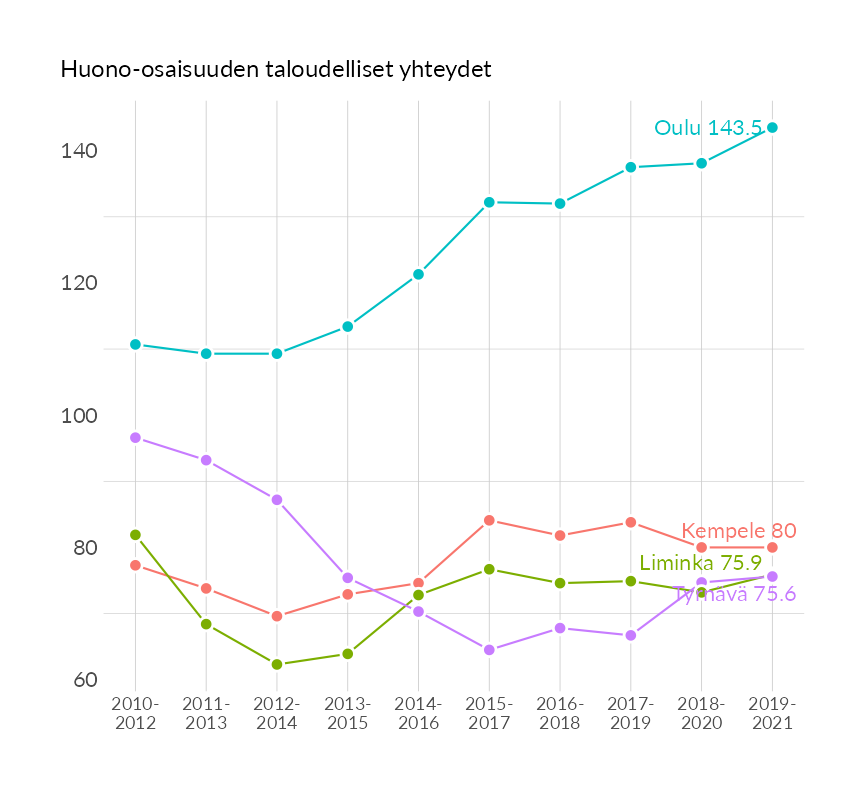 Huono-osaisuuden taloudelliset yhteydet
Oulu 143.5
140
120
100
Kempele 80
80
Liminka 75.9
Tyrnävä 75.6
60
2010- 2011- 2012- 2013- 2014- 2015- 2016- 2017- 2018- 2019-
2012 2013 2014 2015 2016 2017 2018 2019 2020 2021